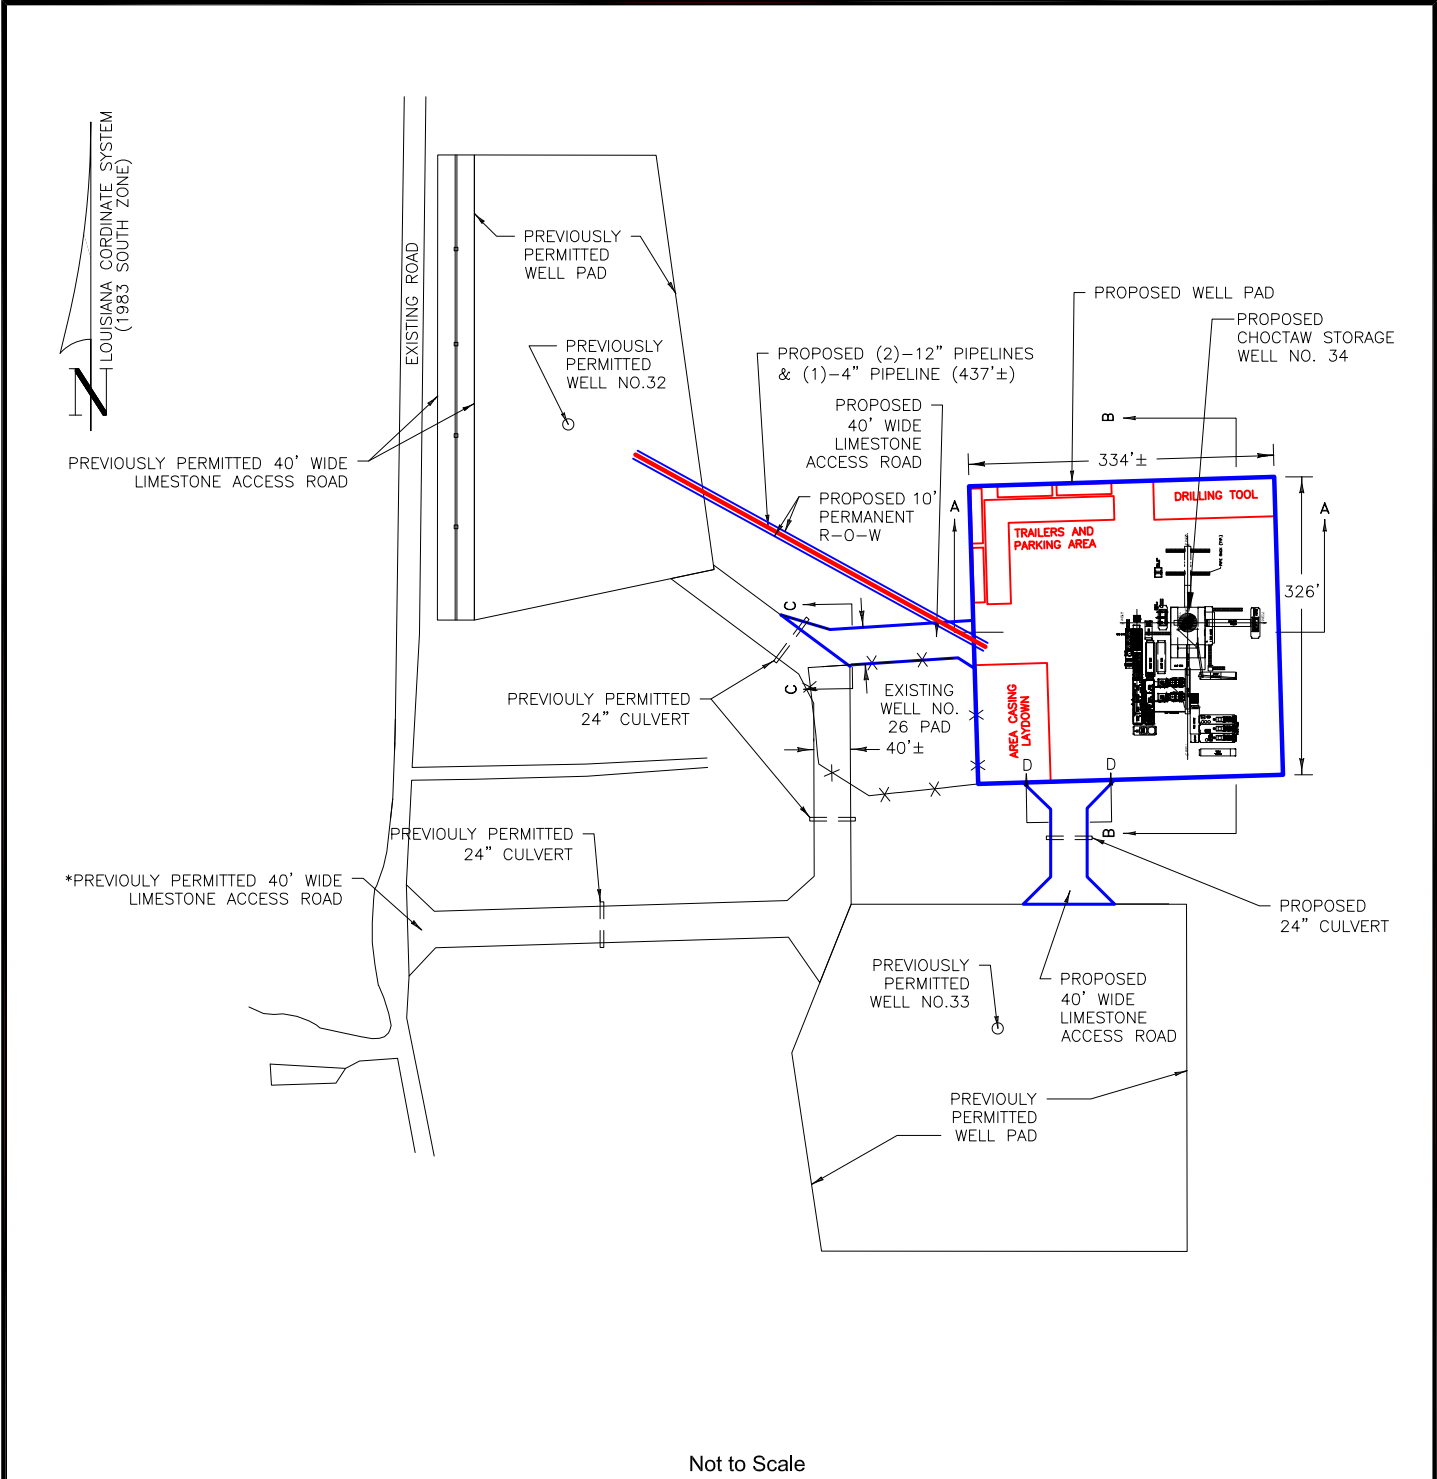 LOUISIANA CORDINATE SYSTEM
(1983 SOUTH ZONE)
N
EXISTING ROAD
PREVIOUSLY
PERMITTED
WELL PAD
PREVIOUSLY
PERMITTED
WELL NO.32
PREVIOUSLY PERMITTED 40' WIDE
LIMESTONE ACCESS ROAD
PROPOSED WELL PAD
PROPOSED
CHOCTAW STORAGE
WELL NO. 34
PROPOSED (2)-12" PIPELINES
& (1)-4" PIPELINE (437'±)
PROPOSED
40' WIDE
LIMESTONE
ACCESS ROAD
PROPOSED 10'
PERMANENT
R-O-W
B
334'±
A
A
326'
DRILLING TOOL
TRAILERS AND
PARKING AREA
AREA CASING
LAYDOWN
C
C
EXISTING
WELL NO.
26 PAD
40'±
PREVIOULY PERMITTED
24" CULVERT
D
D
B
PREVIOULY PERMITTED
24" CULVERT
*PREVIOULY PERMITTED 40' WIDE
LIMESTONE ACCESS ROAD
PROPOSED
24" CULVERT
PREVIOUSLY
PERMITTED
WELL NO.33
PROPOSED
40' WIDE
LIMESTONE
ACCESS ROAD
PREVIOULY
PERMITTED
WELL PAD
Not to Scale